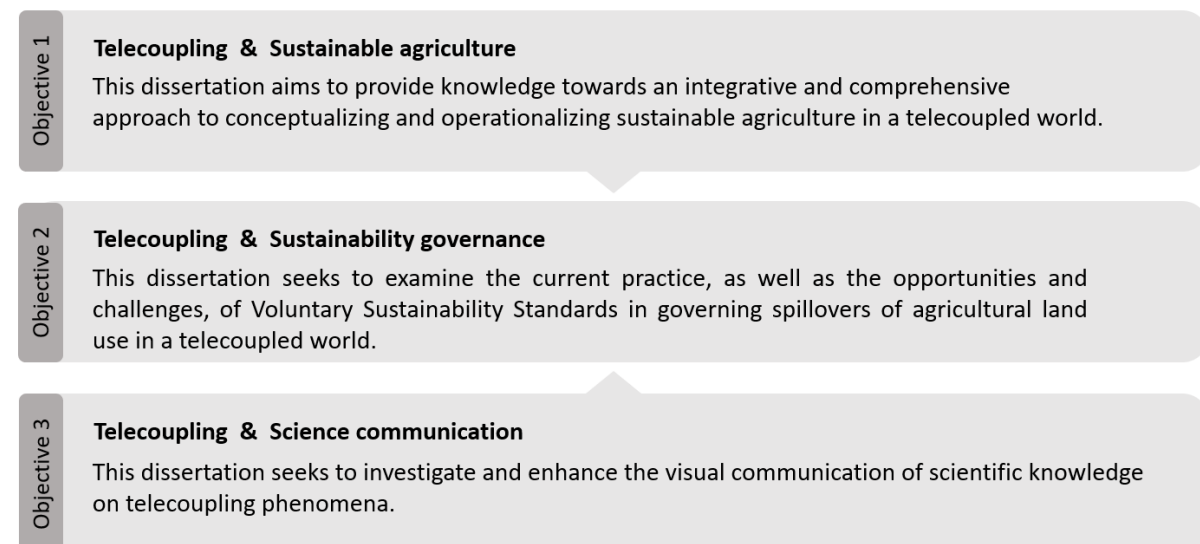 Objective 1
Telecoupling & Sustainable agriculture
This dissertation aims to provide knowledge towards an integrative and comprehensive
approach to conceptualizing and operationalizing sustainable agriculture in a telecoupled world.
Objective 2
Telecoupling & Sustainability governance
This dissertation seeks to examine the current practice, as well as the opportunities and
challenges, of Voluntary Sustainability Standards in governing spillovers of agricultural land
use in a telecoupled world.
Objective 3
Telecoupling & Science communication
This dissertation seeks to investigate and enhance the visual communication of scientific knowledge
on telecoupling phenomena.